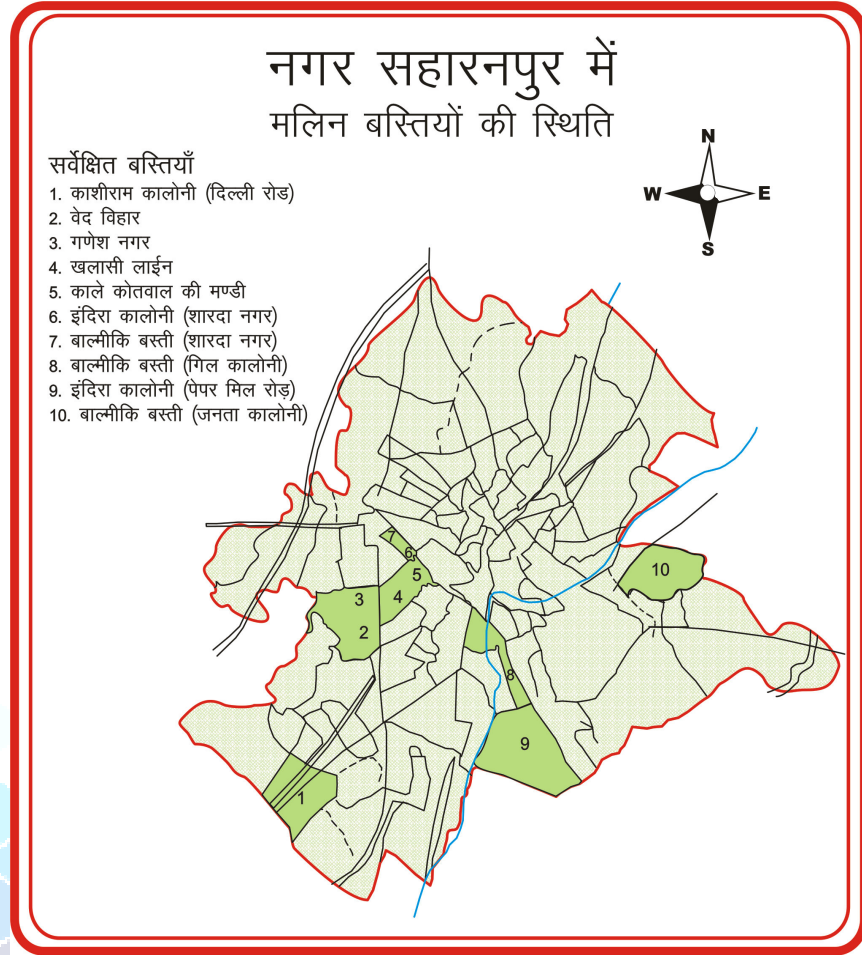 नगर सहारनपुर में
मलिन बस्तियों की स्थिति
सर्वेक्षित बस्तियाँ
1. काशीराम कालोनी (दिल्ली रोड)
2. वेद विहार
3. गणेश नगर
4. खलासी लाईन
5. काले कोतवाल की मण्डी
6. इंदिरा कालोनी (शारदा नगर)
7. बाल्मीकि बस्ती (शारदा नगर)
8. बाल्मीकि बस्ती (गिल कालोनी)
9. इंदिरा कालोनी (पेपर मिल रोड़)
10. बाल्मीकि बस्ती (जनता कालोनी)
N
W E
S
7
6
5
10
3 4
2
8
9
1